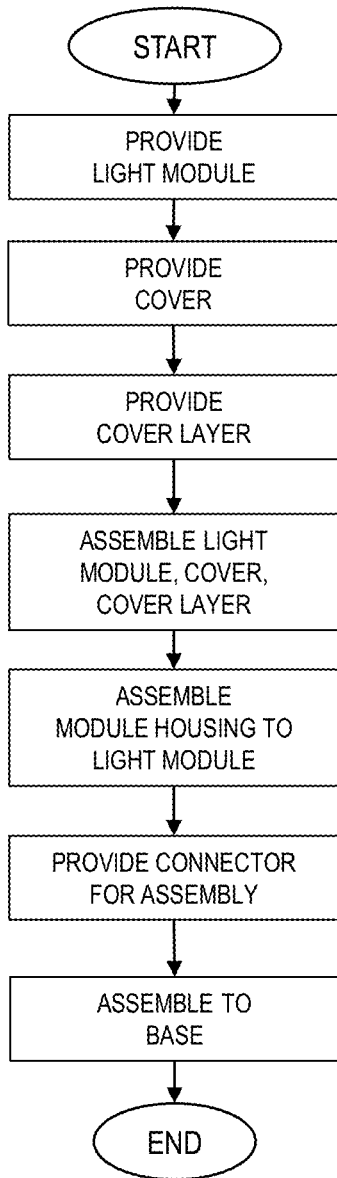 START
PROVIDE
LIGHT MODULE
PROVIDE
COVER
PROVIDE
COVER LAYER
ASSEMBLE LIGHT
MODULE, COVER,
COVER LAYER
ASSEMBLE
MODULE HOUSING TO
LIGHT MODULE
PROVIDE CONNECTOR
FOR ASSEMBLY
ASSEMBLE TO
BASE
END